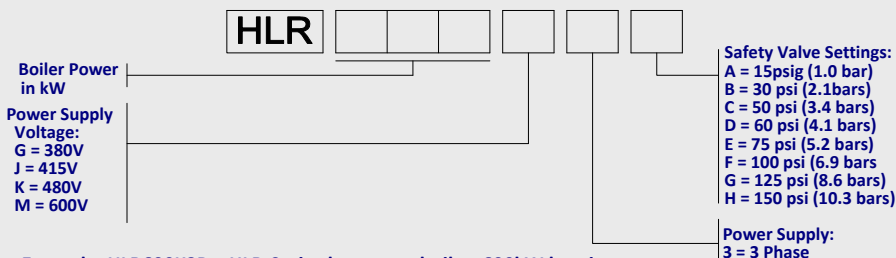 HLR
Boiler Power
in kW
Power Supply
Voltage:
G = 380V
J = 415V
K = 480V
M = 600V
Safety Valve Settings:
A = 15psig (1.0 bar)
B = 30 psi (2.1bars)
C = 50 psi (3.4 bars)
D = 60 psi (4.1 bars)
E = 75 psi (5.2 bars)
F = 100 psi (6.9 bars
G = 125 psi (8.6 bars)
H = 150 psi (10.3 bars)
Power Supply:
3 = 3 Phase